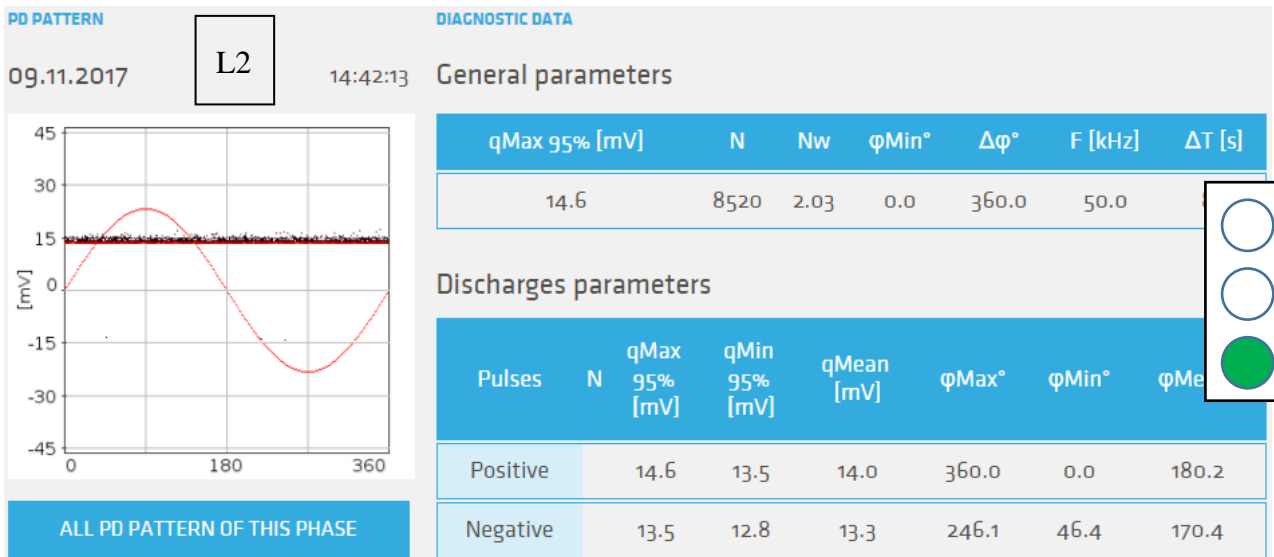 PD PATTERN
DIAGNOSTIC DATA
09.11.2017
L2
14:42:13
General parameters
qMax 95% [mV] N Nw φMin° Δφ° F [kHz] ΔT [s]
14.6 8520 2.03 0.0 360.0 50.0
45
30
15
0
-15
-30
-45
[mV]
0 180 360
Discharges parameters
Pulses N qMax 95% [mV] qMin 95% [mV] qMean [mV] φMax° φMin° φMe
Positive 14.6 13.5 14.0 360.0 0.0 180.2
Negative 13.5 12.8 13.3 246.1 46.4 170.4
ALL PD PATTERN OF THIS PHASE